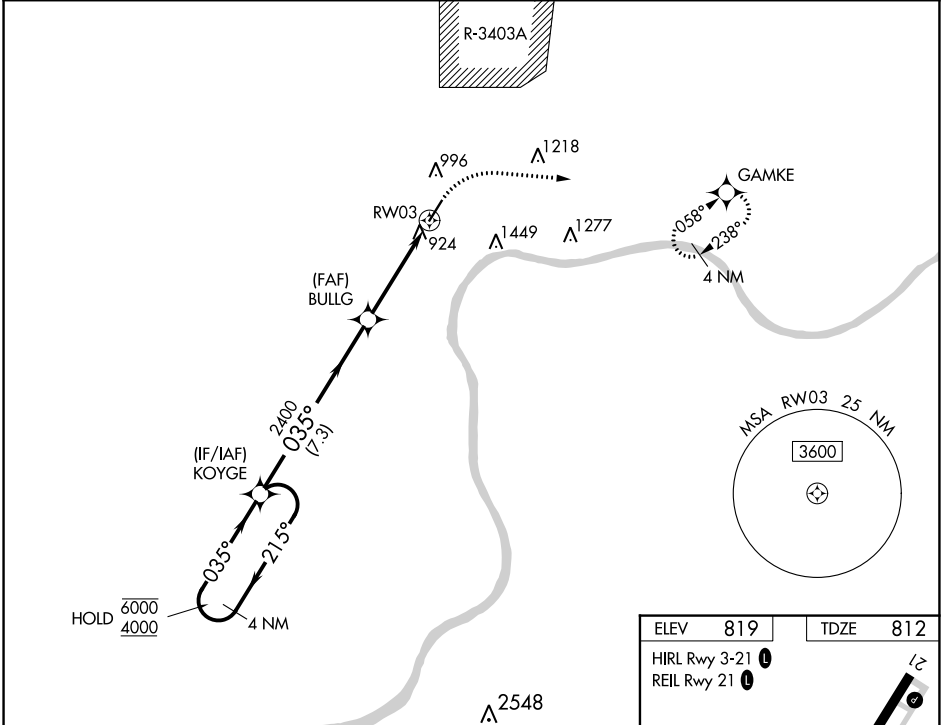 R-3403A
996
1218
GAMKE
RW03
924
1449
1277
058°
238°
4 NM
(FAF)
BULLG
2400
035°
(7.3)
(IF/IAF)
KOYGE
035°
215°
HOLD 6000
4000
4 NM
MSA RW03 25 NM
3600
2548
ELEV 819
TDZE 812
HIRL Rwy 3-21 L
REIL Rwy 21 L
21
P